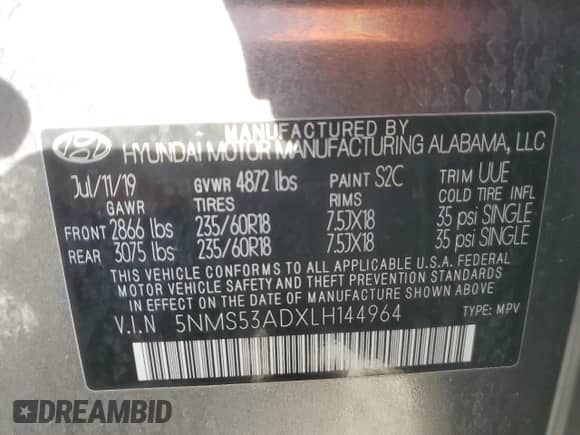 MANUFACTURED BY
HYUNDAI MOTOR MANUFACTURING ALABAMA, LLC
Jul/11/19 GVWR 4872 lbs PAINT S2C TRIM UUE
GAWR TIRES RIMS COLD TIRE INFL
FRONT 2866 lbs 235/60R18 7.5JX18 35 psi SINGLE
REAR 3075 lbs 235/60R18 7.5JX18 35 psi SINGLE
THIS VEHICLE CONFORMS TO ALL APPLICABLE U.S.A. FEDERAL
MOTOR VEHICLE SAFETY AND THEFT PREVENTION STANDARDS
IN EFFECT ON THE DATE OF MANUFACTURE SHOWN ABOVE.
V.I.N 5NMS53ADXLH144964 TYPE: MPV
DREAMBID